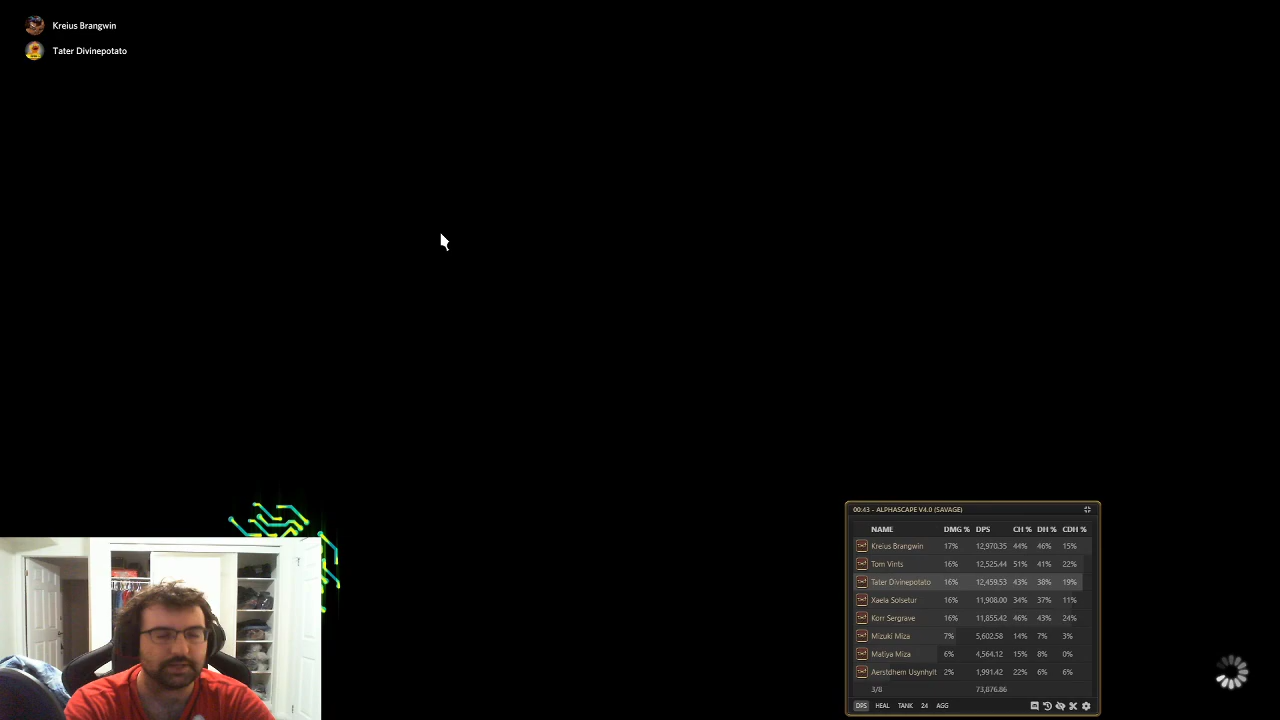 Kreius Brangwin
Tater Divinepotato
00:43 - ALPHASCAPE V4.0 (SAVAGE)
NAME DMG % DPS CH % DH % CDH %
Kreius Brangwin 17% 12,970.35 44% 46% 15%
Tom Vints 16% 12,525.44 51% 41% 22%
Tater Divinepotato 16% 12,459.53 43% 38% 19%
Xaela Solsetur 16% 11,908.00 34% 37% 11%
Korr Sergrave 16% 11,855.42 46% 43% 24%
Mizuki Miza 7% 5,602.58 14% 7% 3%
Matiya Miza 6% 4,564.12 15% 8% 0%
Aerstdhem Usynhylt 2% 1,991.42 22% 6% 6%
3/8 73,876.86
DPS HEAL TANK 24 AGG